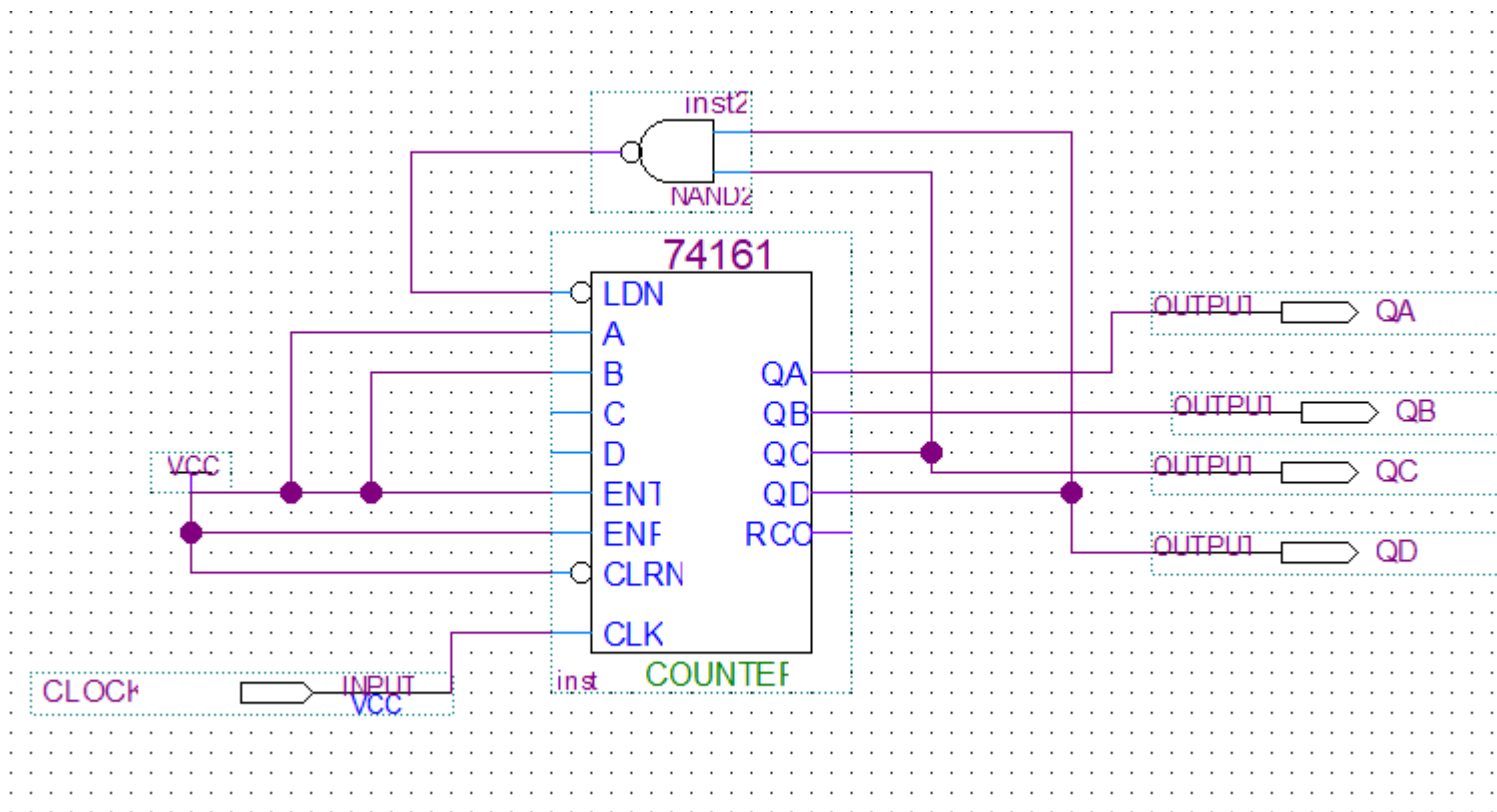 inst2
NAND2
74161
LDN
A
B
C
D
ENT
ENF
CLRN
CLK
QA
QB
QC
QD
RCO
COUNTER
inst
VCC
CLOCK
INPUT
VCC
OUTPUT QA
OUTPUT QB
OUTPUT QC
OUTPUT QD